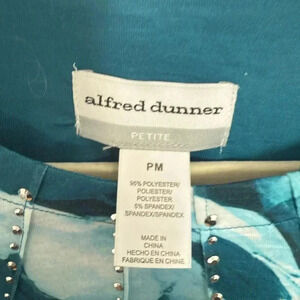 alfred dunner
PETITE
PM
95% POLYESTER/
POLIESTER/
POLYESTER
5% SPANDEX/
SPANDEX/SPANDEX
MADE IN
CHINA
HECHO EN CHINA
FABRIQUE EN CHINE